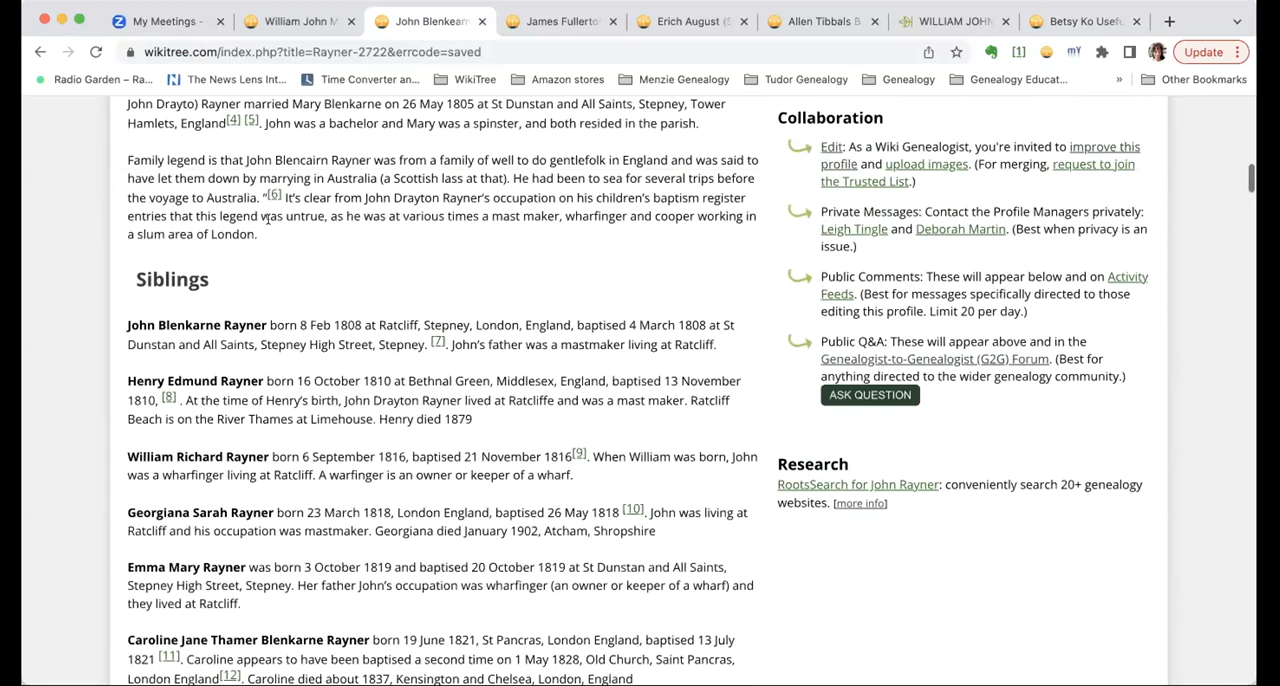 My Meetings -
William John M
John Blenkearn
James Fullerto
Erich August (S
Allen Tibbals B
WILLIAM JOHN
Betsy Ko Usefu
wikitree.com/index.php?title=Rayner-2722&errcode=saved
Update
Radio Garden – Ra...
The News Lens Int...
Time Converter an...
WikiTree
Amazon stores
Menzie Genealogy
Tudor Genealogy
Genealogy
Genealogy Educat...
»
Other Bookmarks
John Drayto) Rayner married Mary Blenkarne on 26 May 1805 at St Dunstan and All Saints, Stepney, Tower
Hamlets, England[4] [5]. John was a bachelor and Mary was a spinster, and both resided in the parish.
Family legend is that John Blencairn Rayner was from a family of well to do gentlefolk in England and was said to
have let them down by marrying in Australia (a Scottish lass at that). He had been to sea for several trips before
the voyage to Australia. "[6] It's clear from John Drayton Rayner's occupation on his children's baptism register
entries that this legend was untrue, as he was at various times a mast maker, wharfinger and cooper working in
a slum area of London.
Siblings
John Blenkarne Rayner born 8 Feb 1808 at Ratcliff, Stepney, London, England, baptised 4 March 1808 at St
Dunstan and All Saints, Stepney High Street, Stepney. [7]. John's father was a mastmaker living at Ratcliff.
Henry Edmund Rayner born 16 October 1810 at Bethnal Green, Middlesex, England, baptised 13 November
1810, [8] . At the time of Henry's birth, John Drayton Rayner lived at Ratcliffe and was a mast maker. Ratcliff
Beach is on the River Thames at Limehouse. Henry died 1879
William Richard Rayner born 6 September 1816, baptised 21 November 1816[9]. When William was born, John
was a wharfinger living at Ratcliff. A warfinger is an owner or keeper of a wharf.
Georgiana Sarah Rayner born 23 March 1818, London England, baptised 26 May 1818 [10]. John was living at
Ratcliff and his occupation was mastmaker. Georgiana died January 1902, Atcham, Shropshire
Emma Mary Rayner was born 3 October 1819 and baptised 20 October 1819 at St Dunstan and All Saints,
Stepney High Street, Stepney. Her father John's occupation was wharfinger (an owner or keeper of a wharf) and
they lived at Ratcliff.
Caroline Jane Thamer Blenkarne Rayner born 19 June 1821, St Pancras, London England, baptised 13 July
1821 [11]. Caroline appears to have been baptised a second time on 1 May 1828, Old Church, Saint Pancras,
London England[12]. Caroline died about 1837, Kensington and Chelsea, London, England
Collaboration
Edit: As a Wiki Genealogist, you're invited to improve this
profile and upload images. (For merging, request to join
the Trusted List.)
Private Messages: Contact the Profile Managers privately:
Leigh Tingle and Deborah Martin. (Best when privacy is an
issue.)
Public Comments: These will appear below and on Activity
Feeds. (Best for messages specifically directed to those
editing this profile. Limit 20 per day.)
Public Q&A: These will appear above and in the
Genealogist-to-Genealogist (G2G) Forum. (Best for
anything directed to the wider genealogy community.)
ASK QUESTION
Research
RootsSearch for John Rayner: conveniently search 20+ genealogy
websites. [more info]